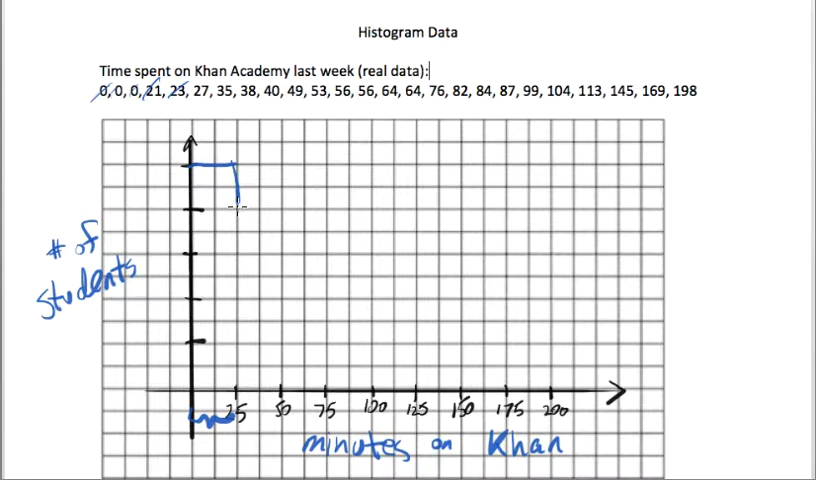 Histogram Data
Time spent on Khan Academy last week (real data):
0, 0, 0, 21, 23, 27, 35, 38, 40, 49, 53, 56, 56, 64, 64, 76, 82, 84, 87, 99, 104, 113, 145, 169, 198
# of
students
25 50 75 100 125 150 175 200
minutes on Khan